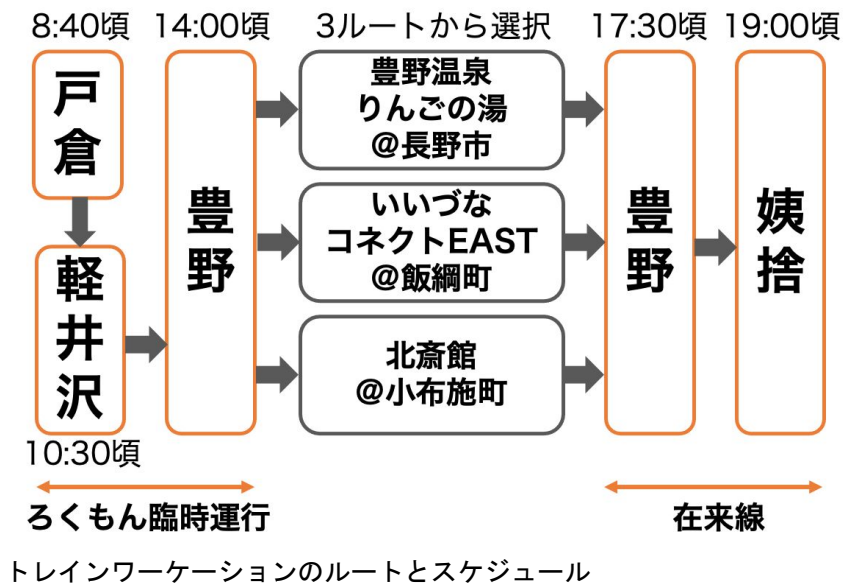 8:40頃 14:00頃 3ルートから選択 17:30頃 19:00頃
戸倉
軽井沢
10:30頃
豊野
豊野温泉
りんごの湯
@長野市
いいづな
コネクトEAST
@飯綱町
北斎館
@小布施町
豊野
姨捨
ろくもん臨時運行
在来線
トレインワーケーションのルートとスケジュール